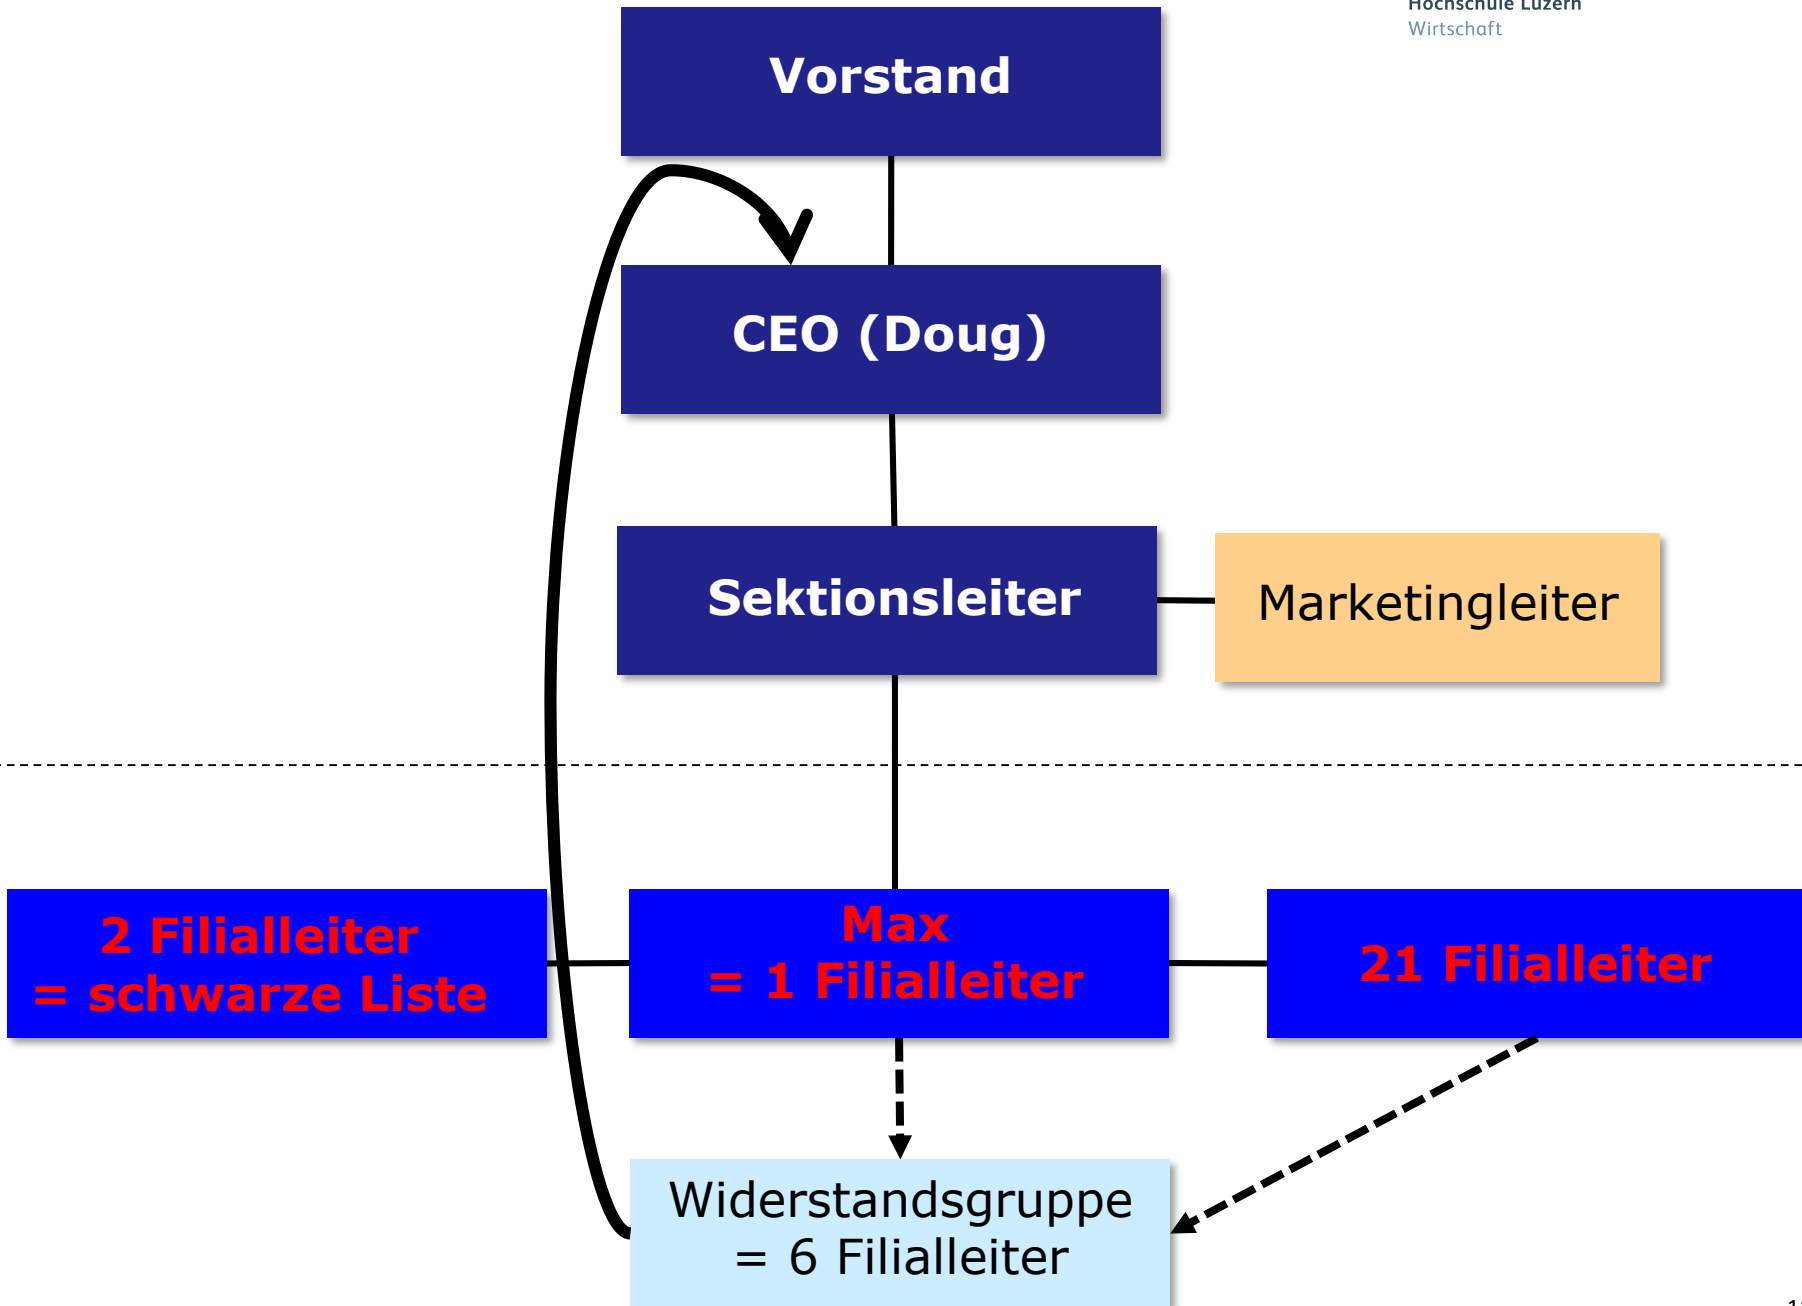 Hochschule Luzern
Wirtschaft
Vorstand
CEO (Doug)
Sektionsleiter
Marketingleiter
2 Filialleiter
= schwarze Liste
Max
= 1 Filialleiter
21 Filialleiter
Widerstandsgruppe
= 6 Filialleiter